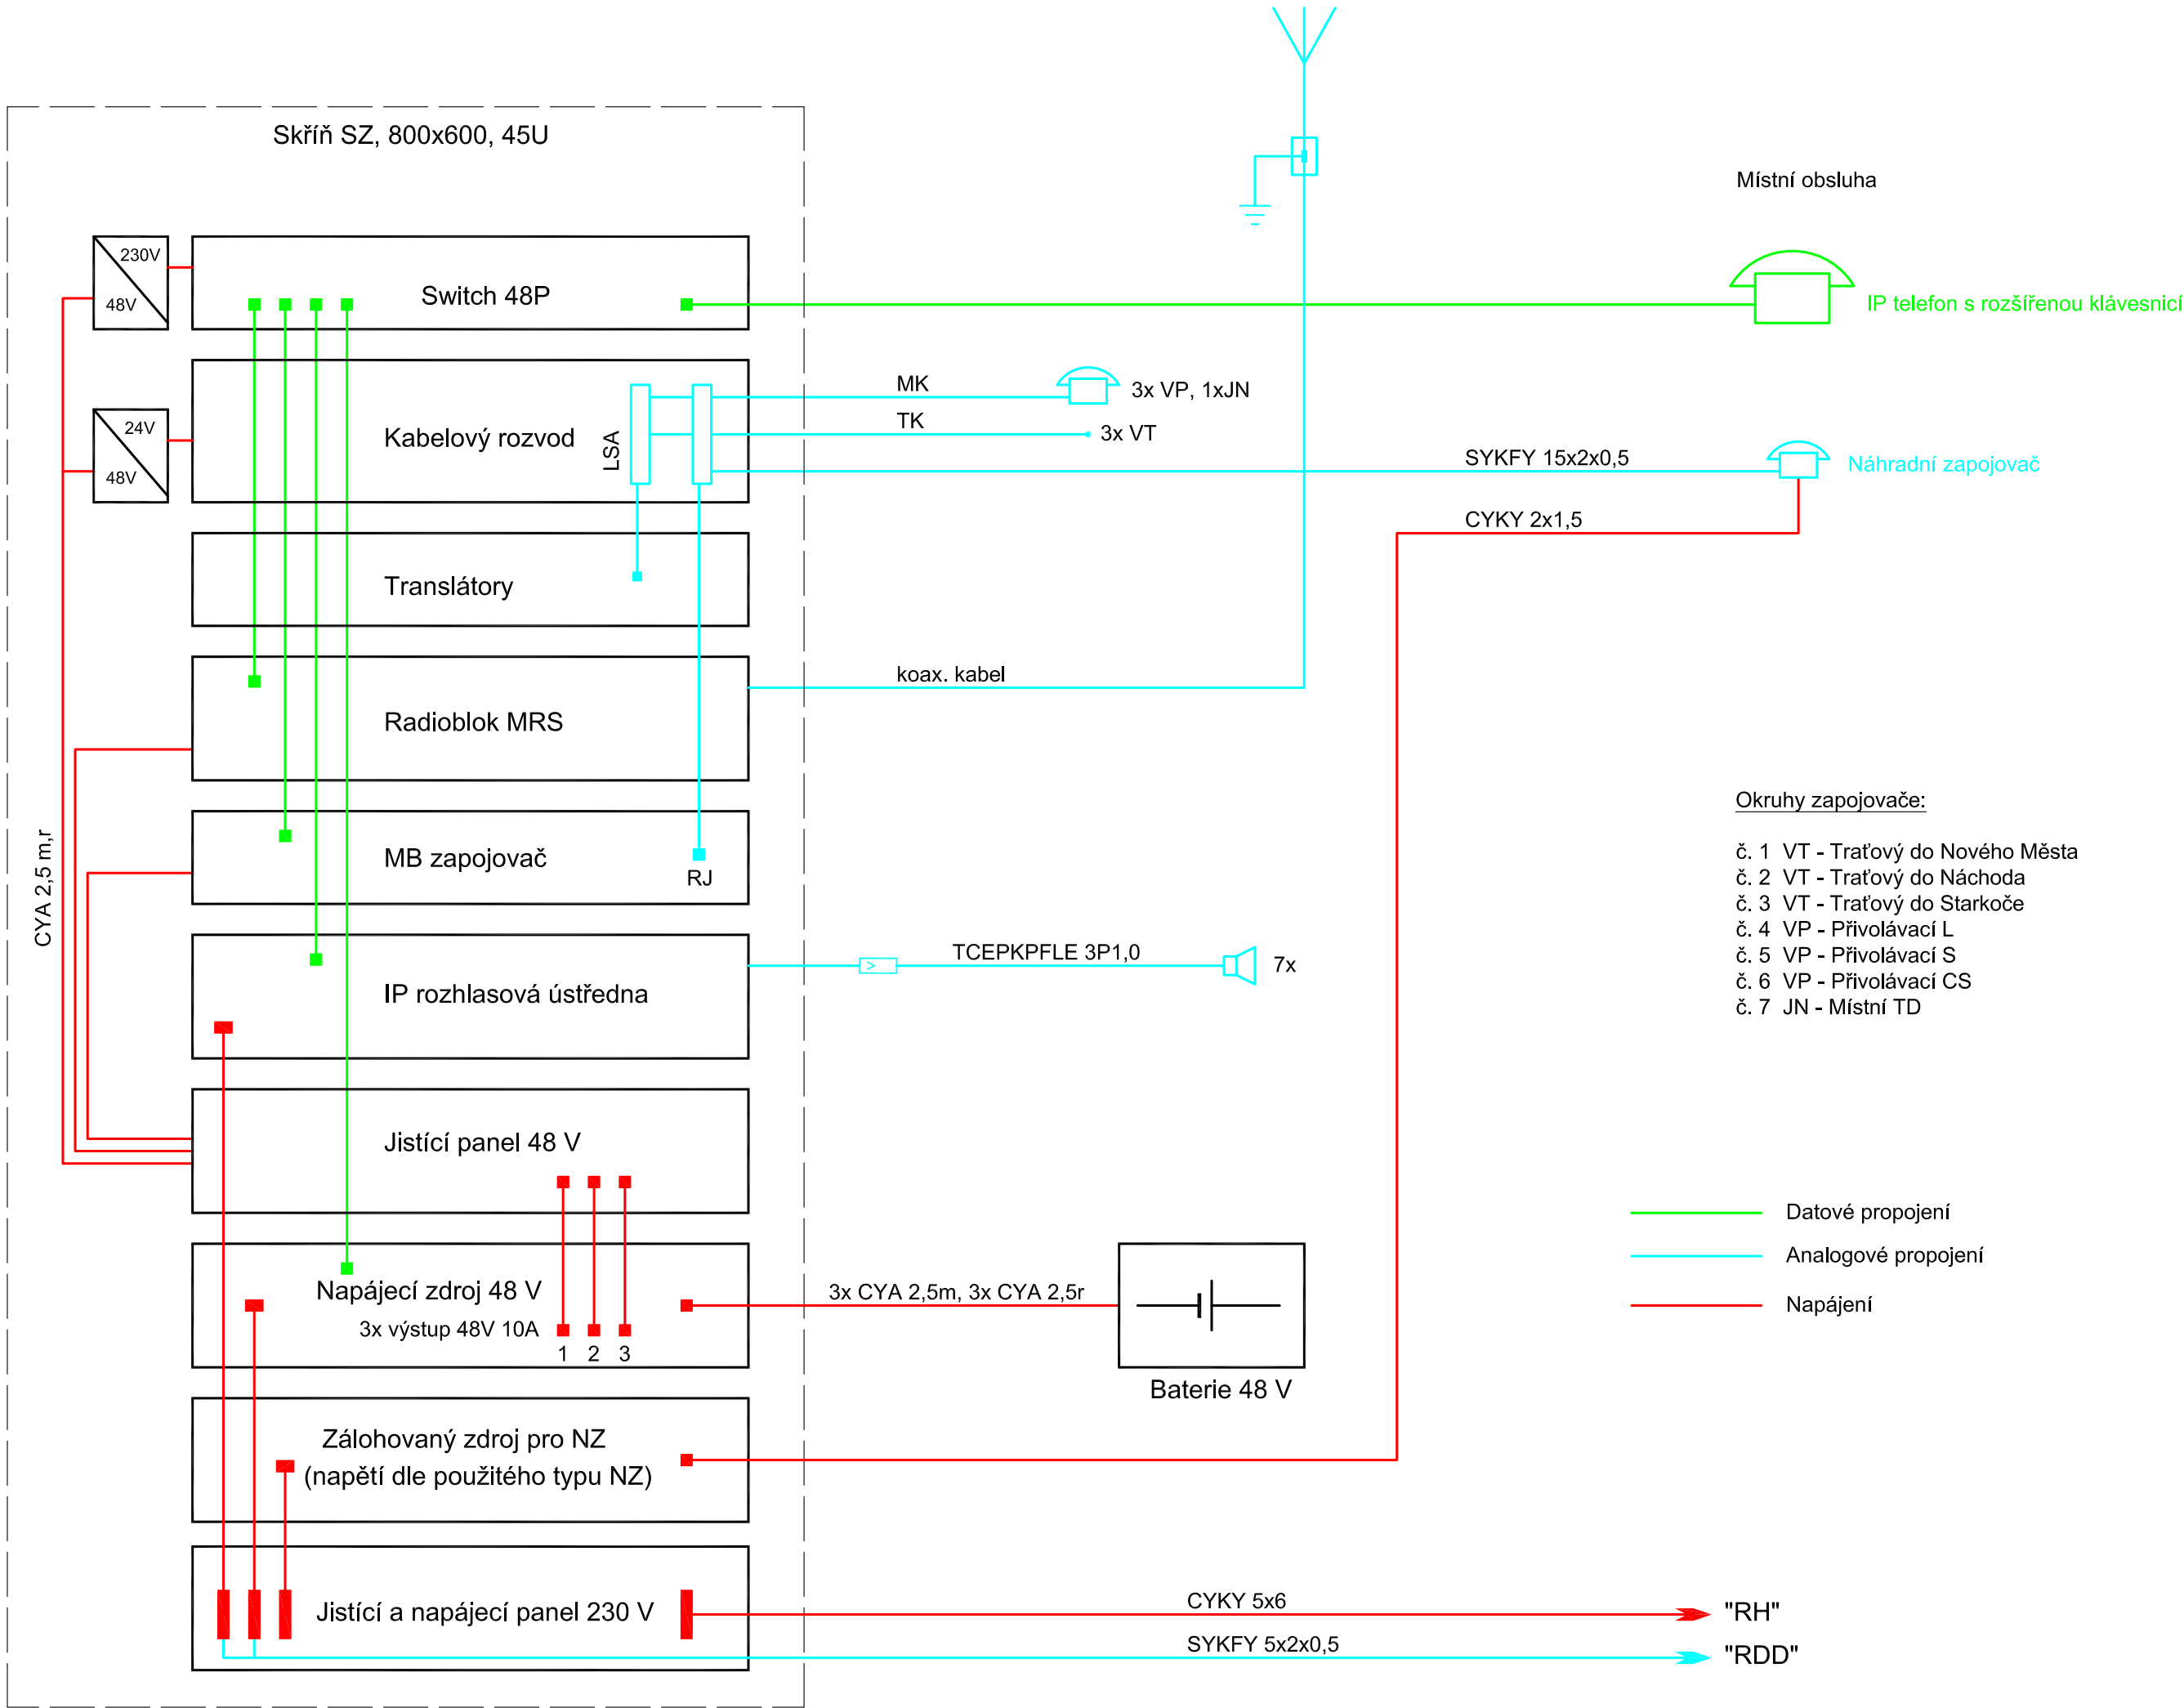 Skříň SZ, 800x600, 45U
Místní obsluha
230V
48V
Switch 48P
IP telefon s rozšířenou klávesnicí
24V
48V
Kabelový rozvod
LSA
MK
3x VP, 1xJN
TK
3x VT
SYKFY 15x2x0,5
Náhradní zapojovač
CYKY 2x1,5
Translátory
koax. kabel
Radioblok MRS
CYA 2,5 m,r
MB zapojovač
RJ
Okruhy zapojovače:
č. 1 VT - Traťový do Nového Města
č. 2 VT - Traťový do Náchoda
č. 3 VT - Traťový do Starkoče
č. 4 VP - Přivolávací L
č. 5 VP - Přivolávací S
č. 6 VP - Přivolávací CS
č. 7 JN - Místní TD
TCEPKPFLE 3P1,0
7x
IP rozhlasová ústředna
Jistící panel 48 V
Datové propojení
Analogové propojení
Napájení
Napájecí zdroj 48 V
3x výstup 48V 10A
1 2 3
3x CYA 2,5m, 3x CYA 2,5r
Baterie 48 V
Zálohovaný zdroj pro NZ
(napětí dle použitého typu NZ)
Jistící a napájecí panel 230 V
CYKY 5x6
"RH"
SYKFY 5x2x0,5
"RDD"